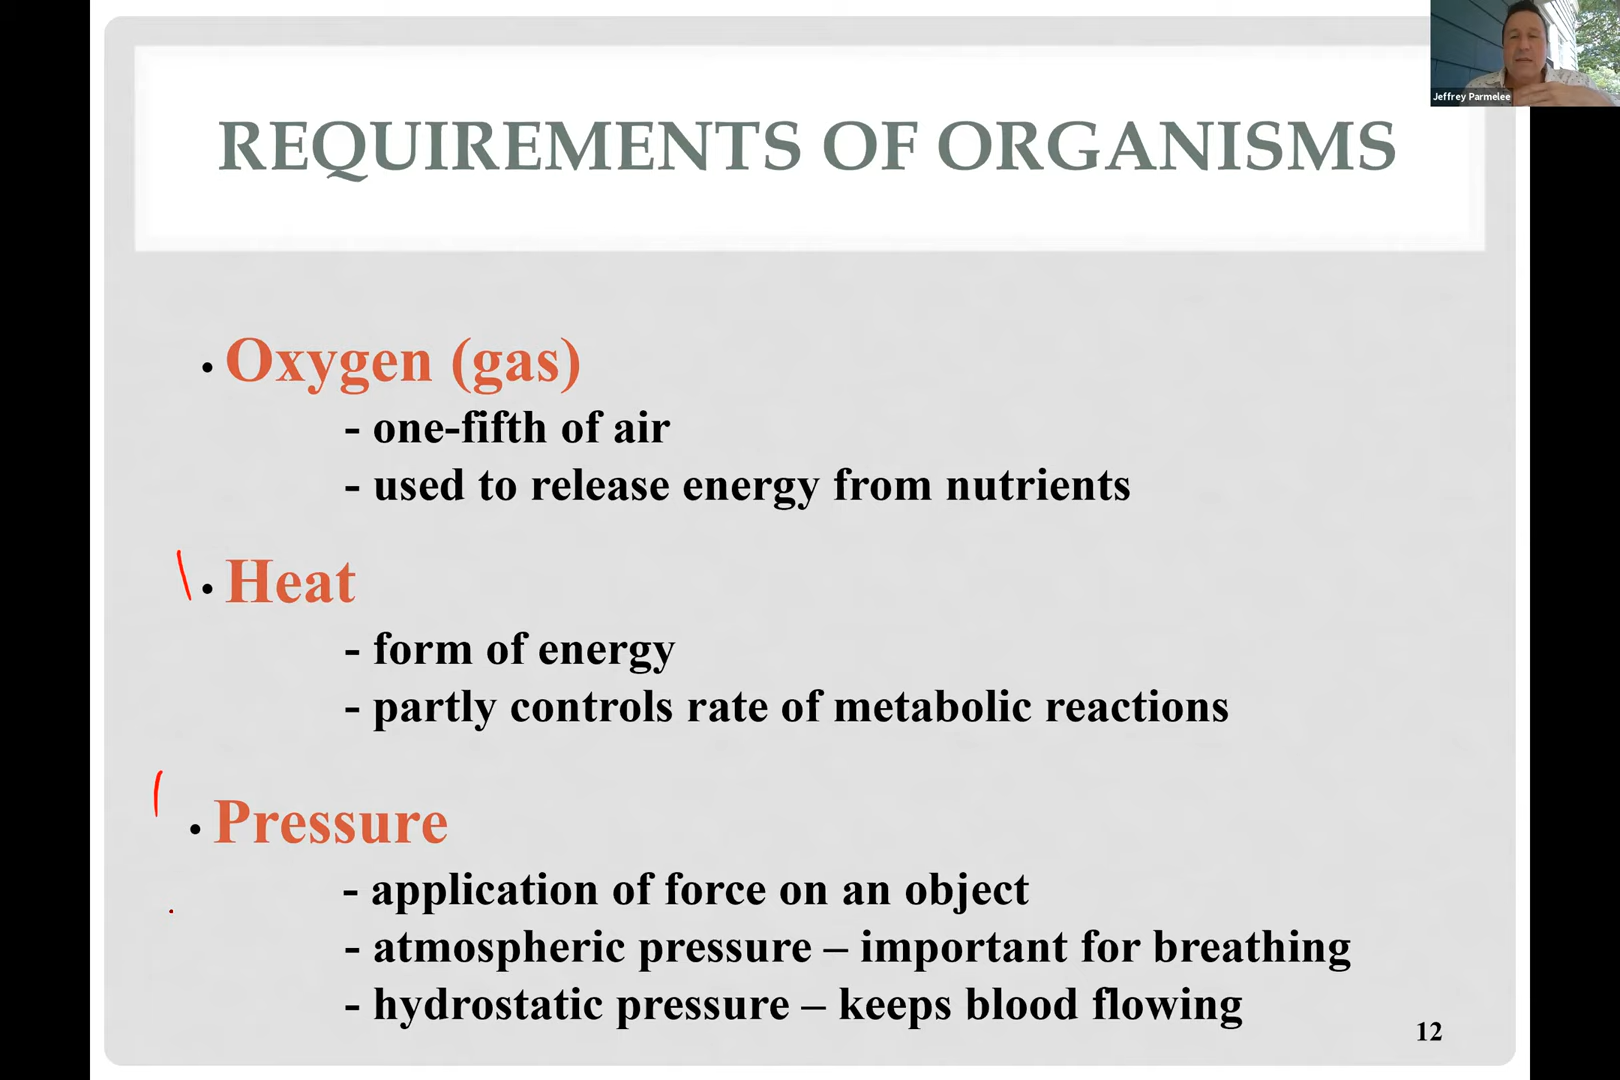 Jeffrey Parmelee
REQUIREMENTS OF ORGANISMS
• Oxygen (gas)
- one-fifth of air
- used to release energy from nutrients
• Heat
- form of energy
- partly controls rate of metabolic reactions
• Pressure
- application of force on an object
- atmospheric pressure – important for breathing
- hydrostatic pressure – keeps blood flowing
12